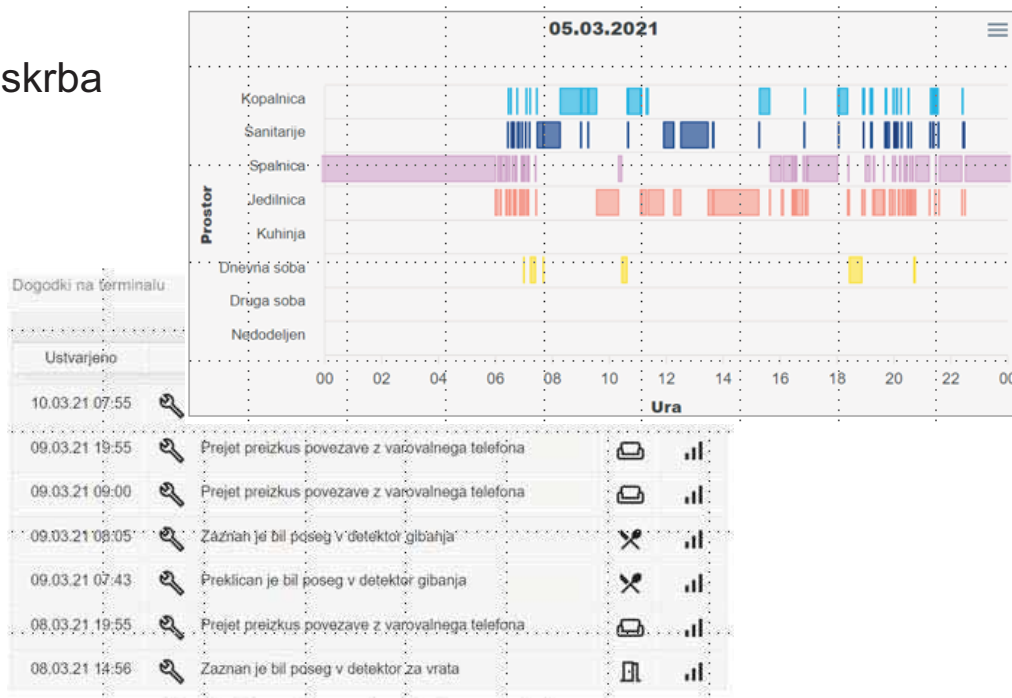 skrba
05.03.2021
Kopalnica
Sanitarije
Spalnica
Jedilnica
Kuhinja
Dnevna soba
Druga soba
Nedodeljen
Prostor
00 02 04 06 08 10 12 14 16 18 20 22 00
Ura
Dogodki na terminalu
Ustvarjeno
10.03.21 07:55
09.03.21 19:55 Prejet preizkus povezave z varovalnega telefona
09.03.21 09:00 Prejet preizkus povezave z varovalnega telefona
09.03.21 08:05 Zaznan je bil poseg v detektor gibanja
09.03.21 07:43 Preklican je bil poseg v detektor gibanja
08.03.21 19:55 Prejet preizkus povezave z varovalnega telefona
08.03.21 14:56 Zaznan je bil poseg v detektor za vrata